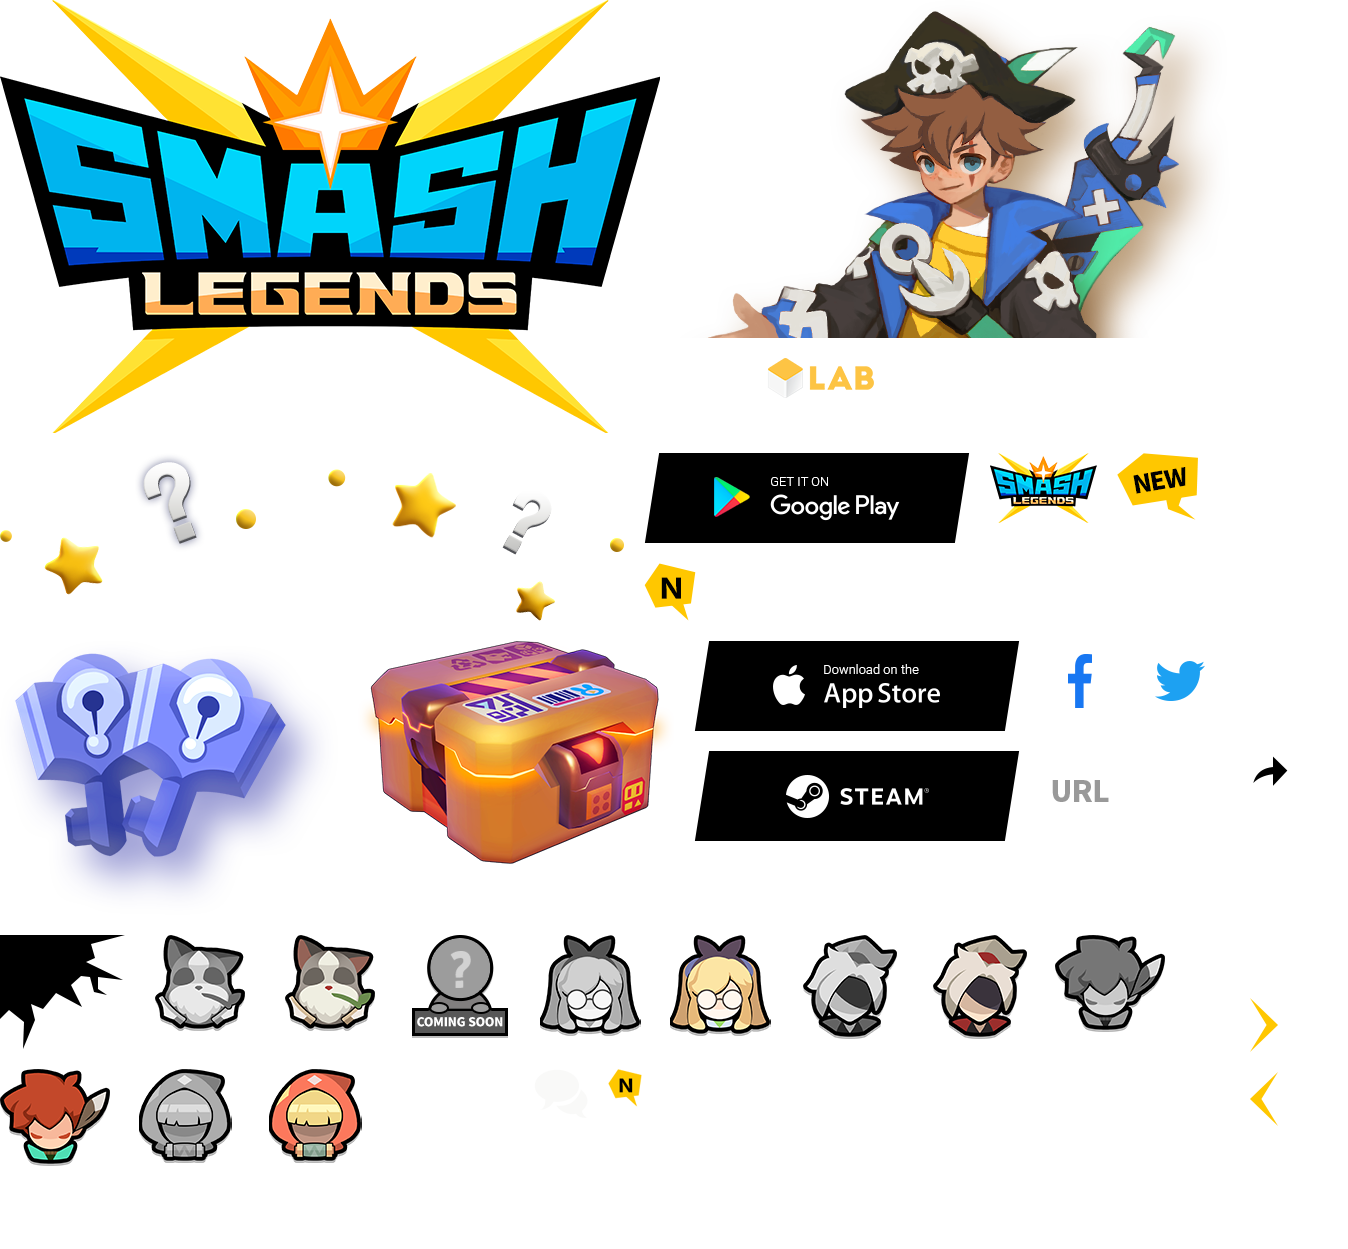 SMASH
LEGENDS
LAB
GET IT ON
Google Play
SMASH
LEGENDS
NEW
N
Download on the
App Store
STEAM®
URL
?
COMING SOON
N